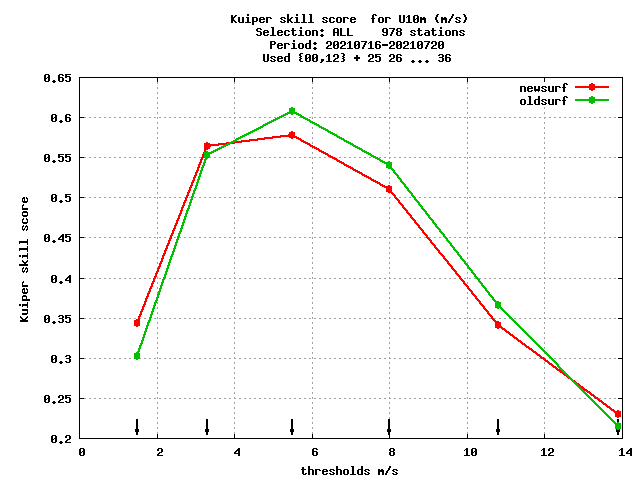 Kuiper skill score  for U10m (m/s)
Selection: ALL    978 stations
Period: 20210716-20210720
Used {00,12} + 25 26 ... 36
newsurf
oldsurf
0.65
0.6
0.55
0.5
0.45
0.4
0.35
0.3
0.25
0.2
Kuiper skill score
0 2 4 6 8 10 12 14
thresholds m/s